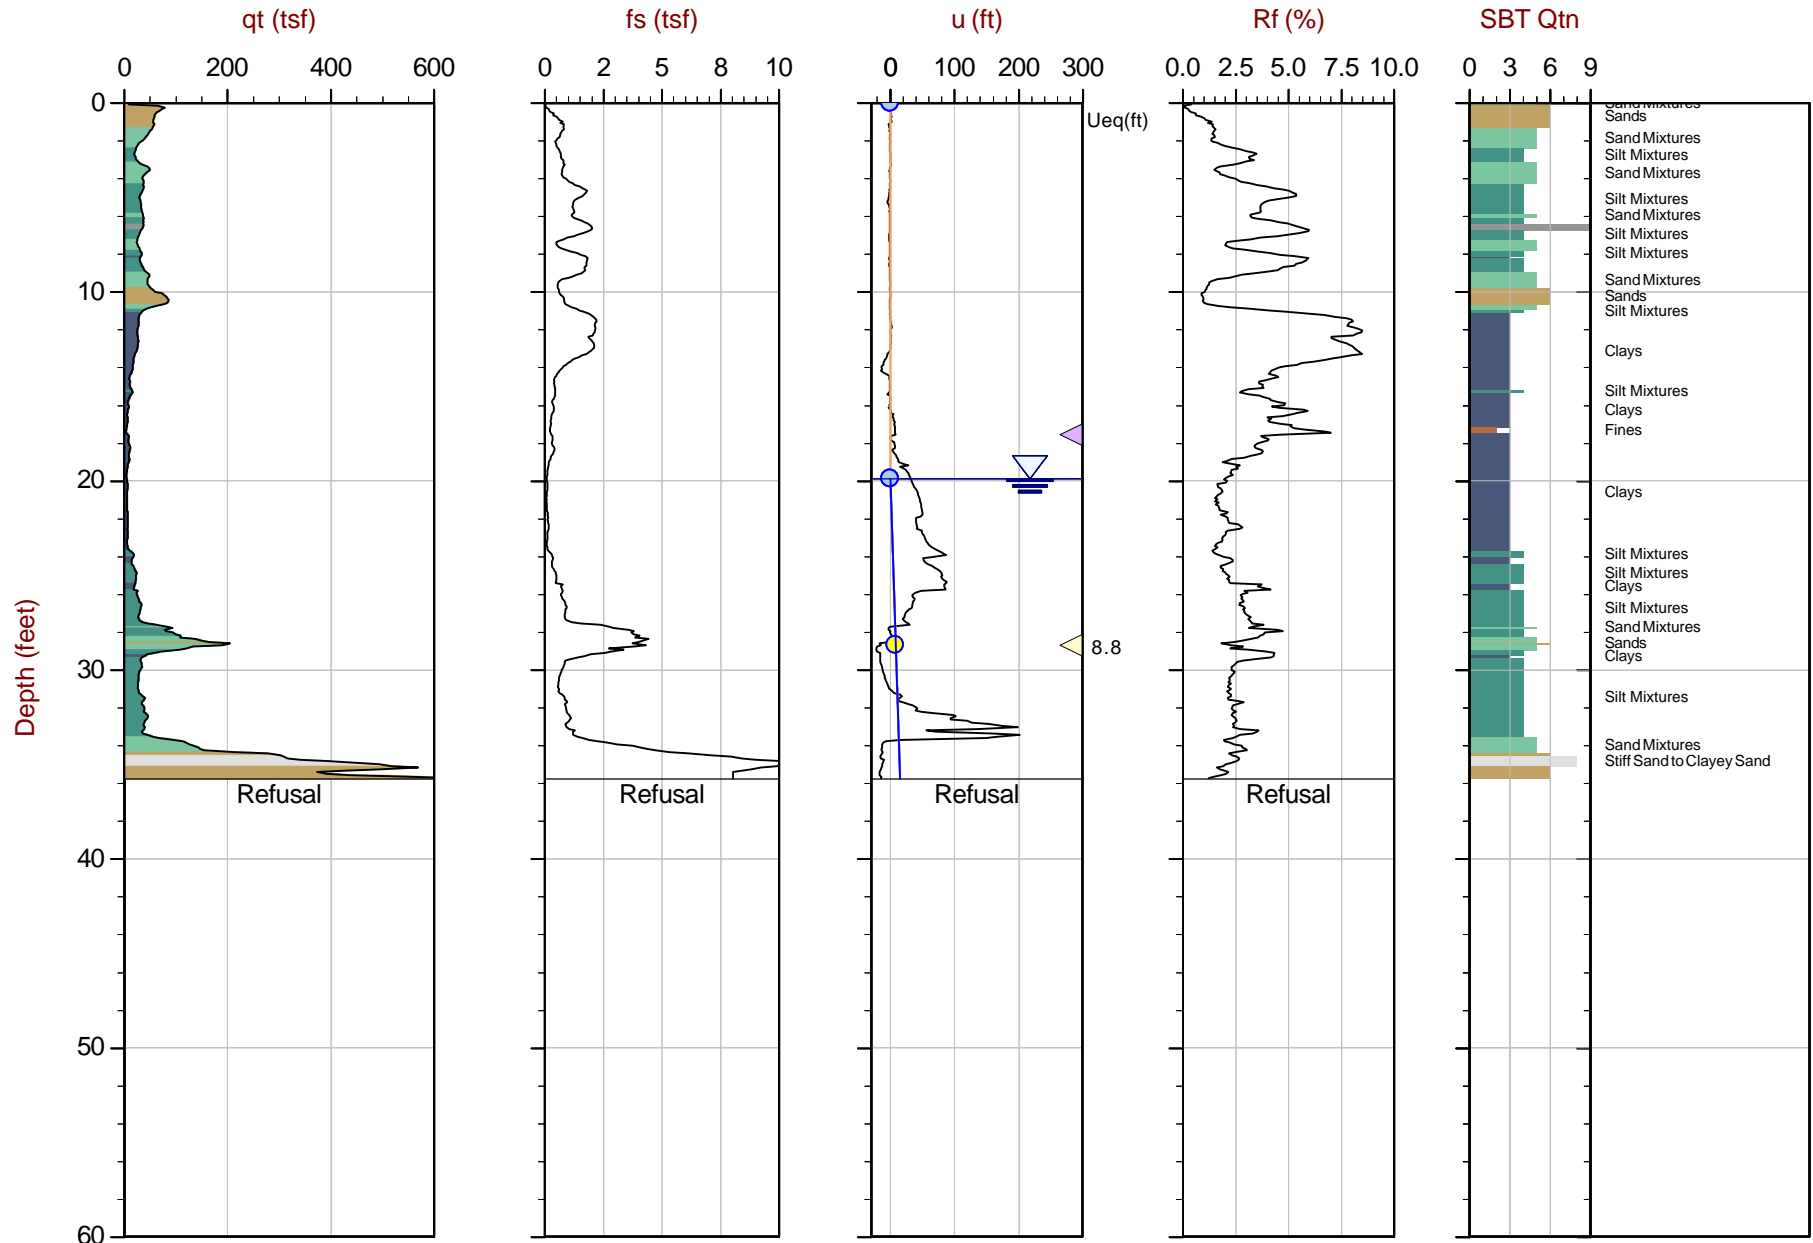 qt (tsf) fs (tsf) u (ft) Rf (%) SBT Qtn
0 200 400 600 0 2 5 8 10 0 100 200 300 0.0 2.5 5.0 7.5 10.0 0 3 6 9
0
Sand Mixtures
Sands
Ueq(ft)
Sand Mixtures
Silt Mixtures
Sand Mixtures
Silt Mixtures
Sand Mixtures
Silt Mixtures
Silt Mixtures
Sand Mixtures
10
Sands
Silt Mixtures
Clays
Silt Mixtures
Clays
Fines
20
Clays
Silt Mixtures
Silt Mixtures
Clays
Silt Mixtures
Sand Mixtures
Sands
8.8
Clays
30
Silt Mixtures
Depth (feet)
Sand Mixtures
Stiff Sand to Clayey Sand
Refusal Refusal Refusal Refusal
40
50
60